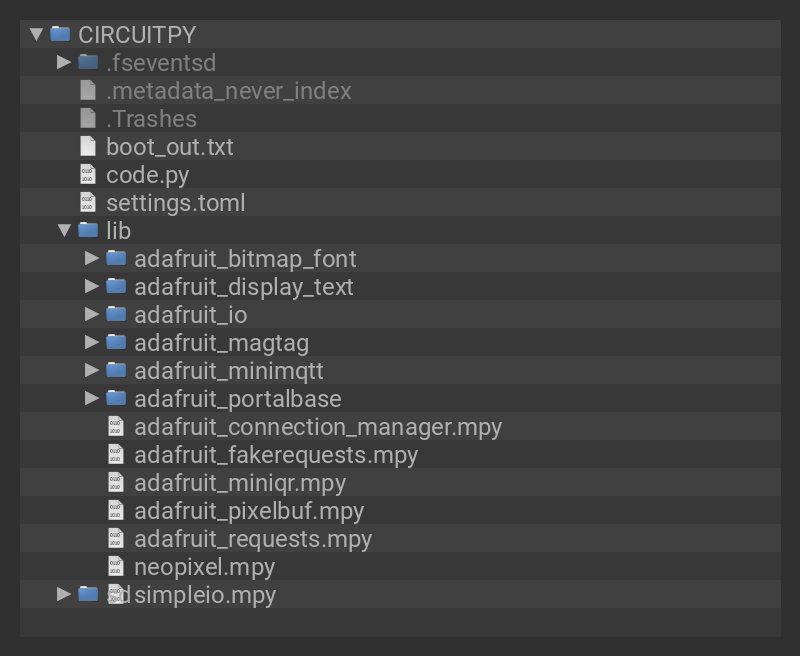 CIRCUITPY
.fseventsd
.metadata_never_index
.Trashes
boot_out.txt
code.py
settings.toml
lib
adafruit_bitmap_font
adafruit_display_text
adafruit_io
adafruit_magtag
adafruit_minimqtt
adafruit_portalbase
adafruit_connection_manager.mpy
adafruit_fakerequests.mpy
adafruit_miniqr.mpy
adafruit_pixelbuf.mpy
adafruit_requests.mpy
neopixel.mpy
sd simpleio.mpy